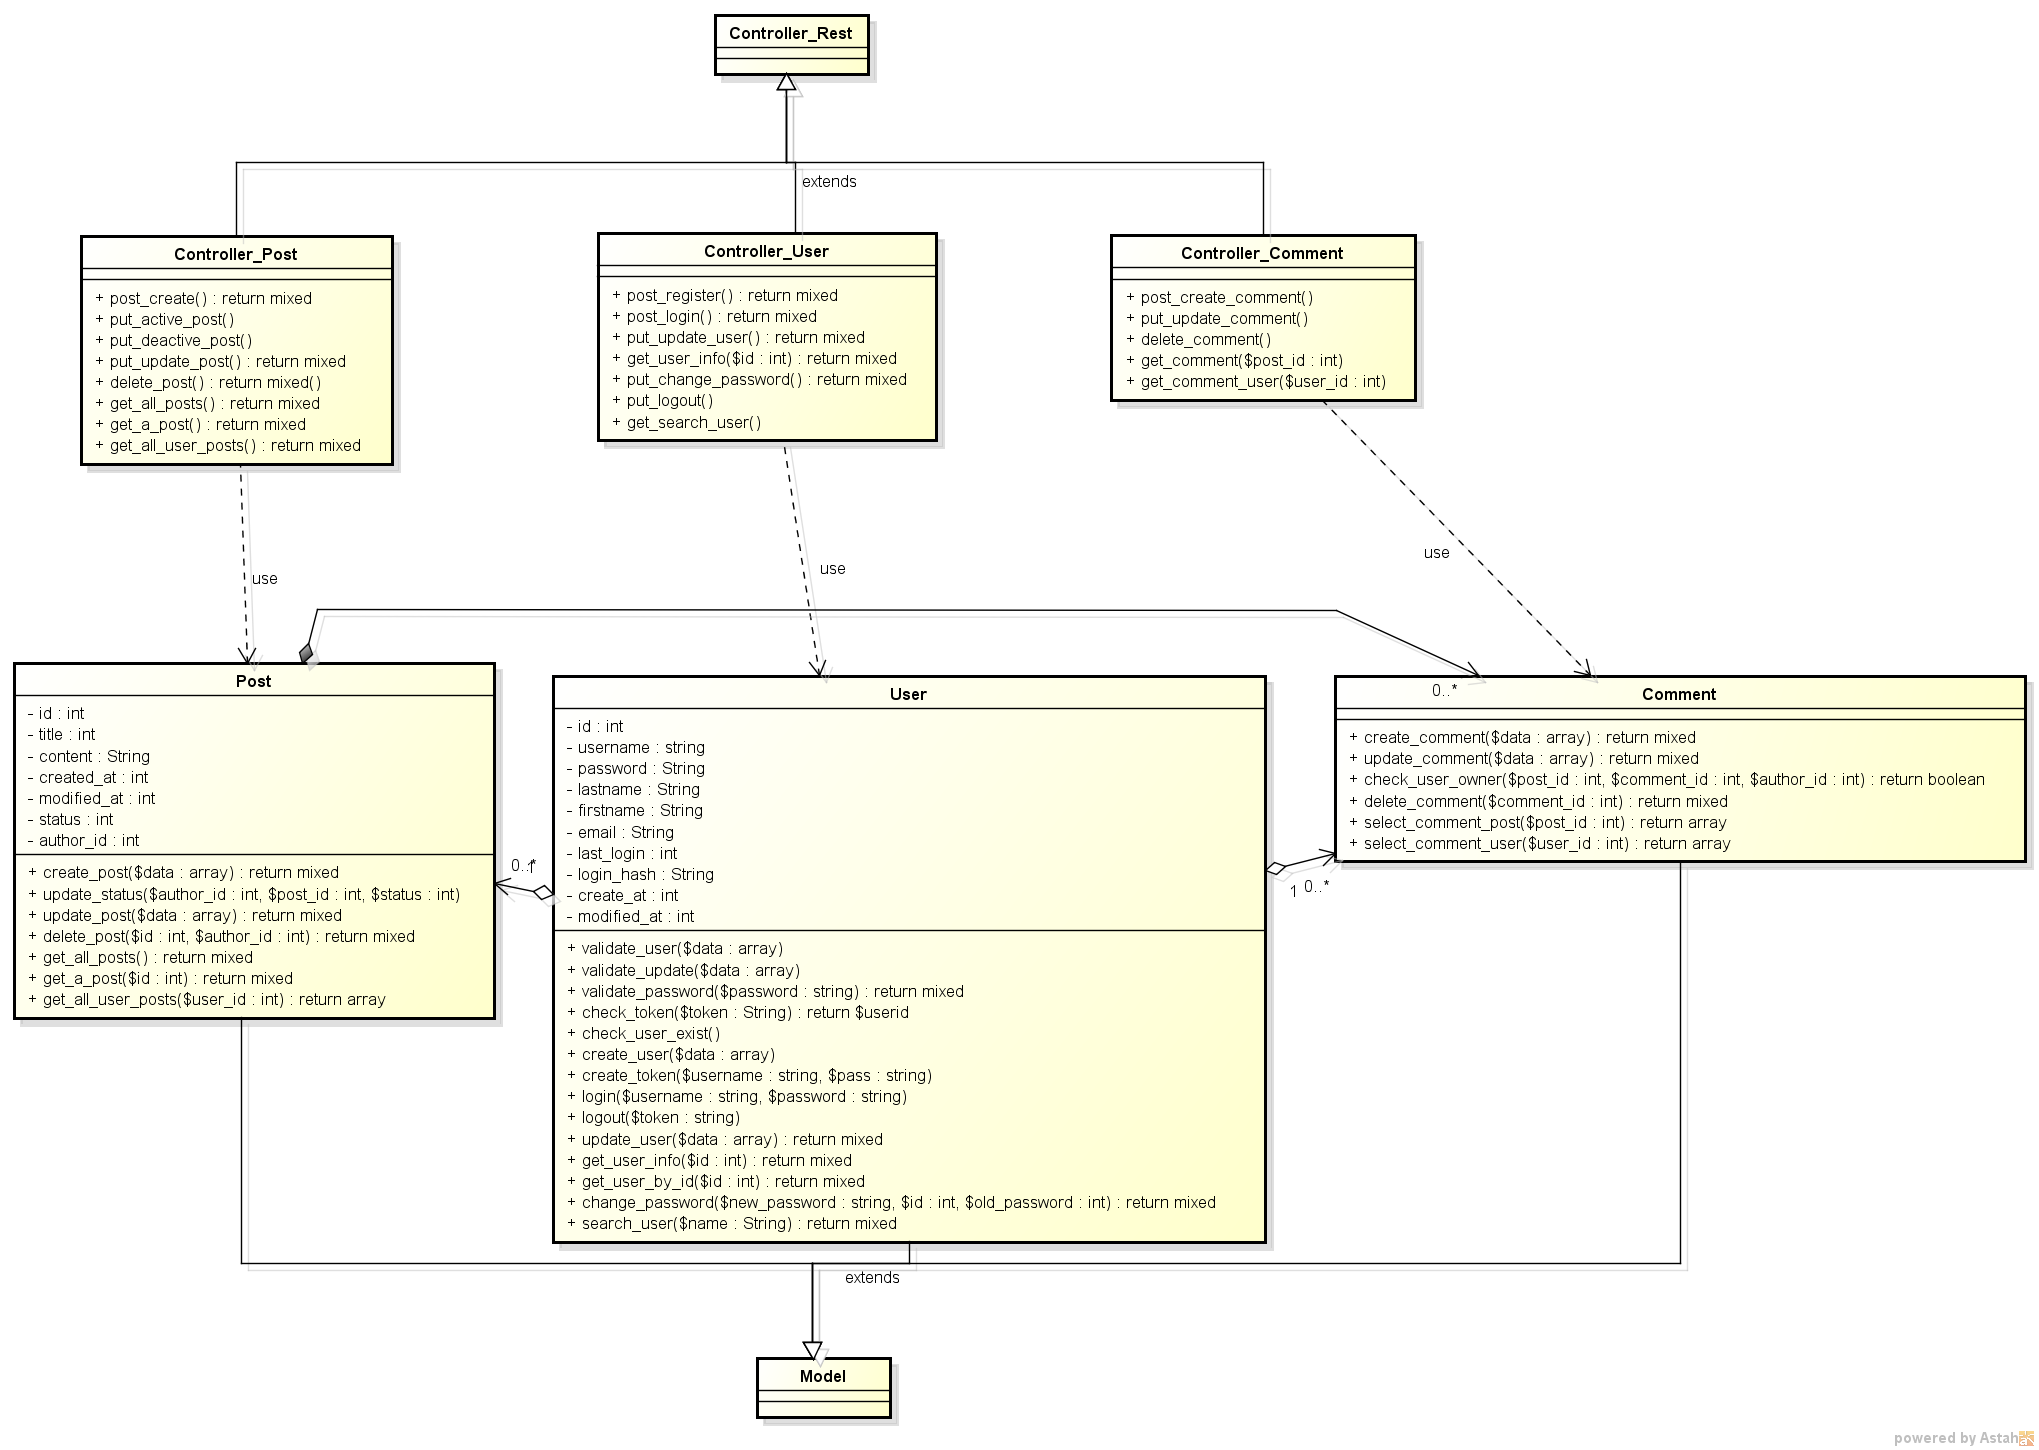 Controller_Rest
extends
Controller_Post
+ post_create() : return mixed
+ put_active_post()
+ put_deactive_post()
+ put_update_post() : return mixed
+ delete_post() : return mixed()
+ get_all_posts() : return mixed
+ get_a_post() : return mixed
+ get_all_user_posts() : return mixed
Controller_User
+ post_register() : return mixed
+ post_login() : return mixed
+ put_update_user() : return mixed
+ get_user_info($id : int) : return mixed
+ put_change_password() : return mixed
+ put_logout()
+ get_search_user()
Controller_Comment
+ post_create_comment()
+ put_update_comment()
+ delete_comment()
+ get_comment($post_id : int)
+ get_comment_user($user_id : int)
use
use
use
Post
- id : int
- title : int
- content : String
- created_at : int
- modified_at : int
- status : int
- author_id : int
+ create_post($data : array) : return mixed
+ update_status($author_id : int, $post_id : int, $status : int)
+ update_post($data : array) : return mixed
+ delete_post($id : int, $author_id : int) : return mixed
+ get_all_posts() : return mixed
+ get_a_post($id : int) : return mixed
+ get_all_user_posts($user_id : int) : return array
0..*
1
User
- id : int
- username : string
- password : String
- lastname : String
- firstname : String
- email : String
- last_login : int
- login_hash : String
- create_at : int
- modified_at : int
+ validate_user($data : array)
+ validate_update($data : array)
+ validate_password($password : string) : return mixed
+ check_token($token : String) : return $userid
+ check_user_exist()
+ create_user($data : array)
+ create_token($username : string, $pass : string)
+ login($username : string, $password : string)
+ logout($token : string)
+ update_user($data : array) : return mixed
+ get_user_info($id : int) : return mixed
+ get_user_by_id($id : int) : return mixed
+ change_password($new_password : string, $id : int, $old_password : int) : return mixed
+ search_user($name : String) : return mixed
1
0..*
0..*
Comment
+ create_comment($data : array) : return mixed
+ update_comment($data : array) : return mixed
+ check_user_owner($post_id : int, $comment_id : int, $author_id : int) : return boolean
+ delete_comment($comment_id : int) : return mixed
+ select_comment_post($post_id : int) : return array
+ select_comment_user($user_id : int) : return array
extends
Model
powered by Astah